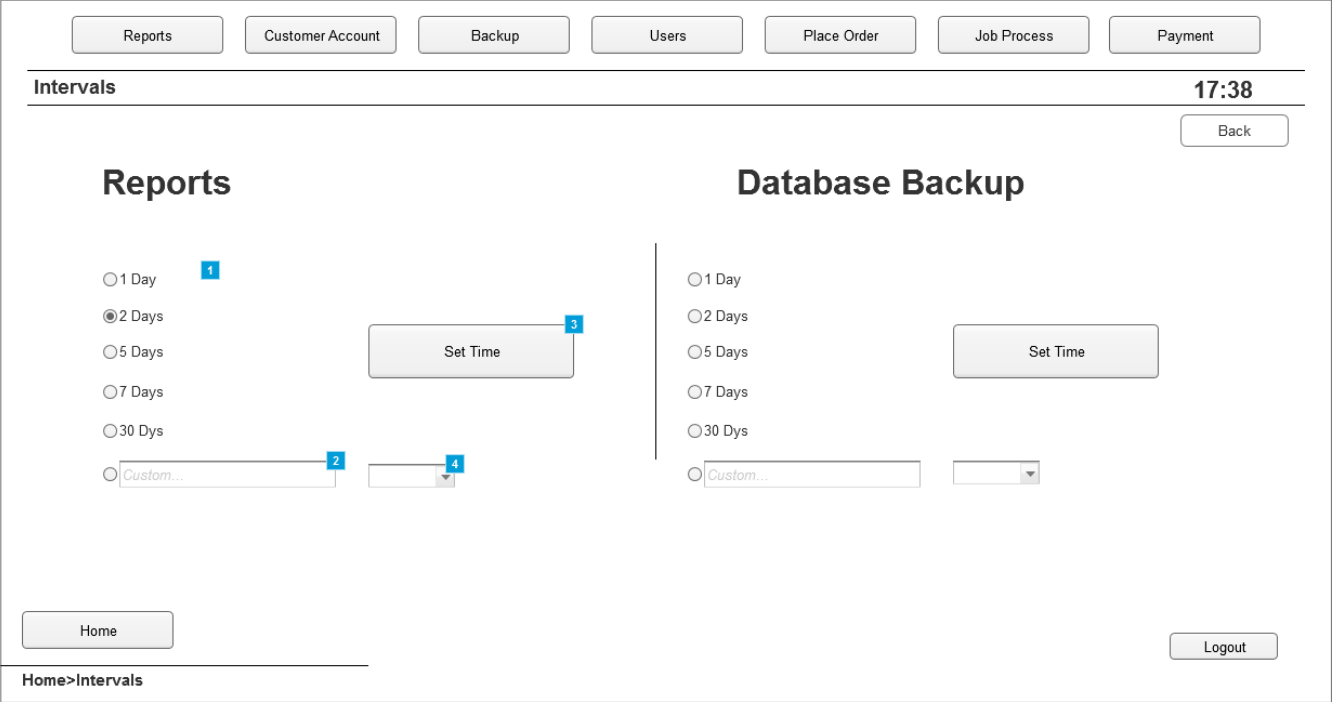 Reports Customer Account Backup Users Place Order Job Process Payment
Intervals 17:38
Back
Reports Database Backup
1 Day 1 1 Day
2 Days 2 Days
3
Set Time Set Time
5 Days 5 Days
7 Days 7 Days
30 Dys 30 Dys
2 4
Custom... Custom...
Home
Logout
Home>Intervals